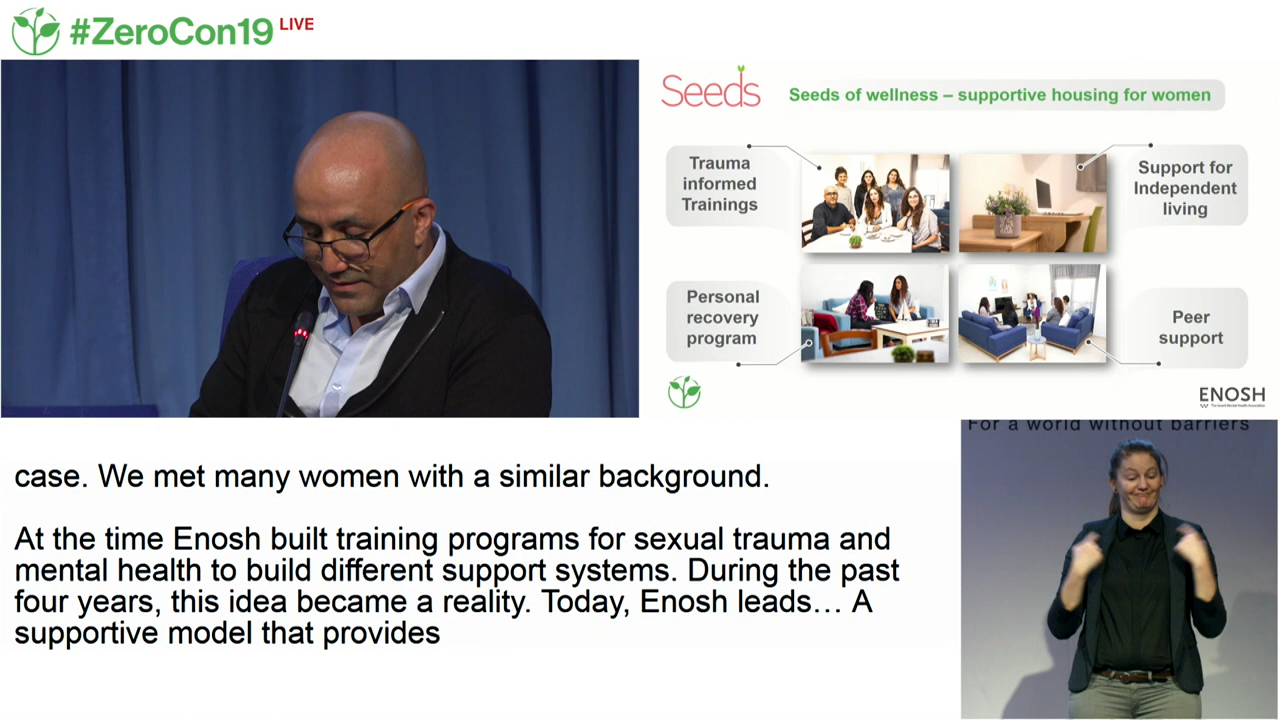 #ZeroCon19 LIVE
Seeds
Seeds of wellness – supportive housing for women
Trauma
informed
Trainings
Support for
Independent
living
Personal
recovery
program
Peer
support
ENOSH
For a world without barriers
case. We met many women with a similar background.
At the time Enosh built training programs for sexual trauma and
mental health to build different support systems. During the past
four years, this idea became a reality. Today, Enosh leads… A
supportive model that provides